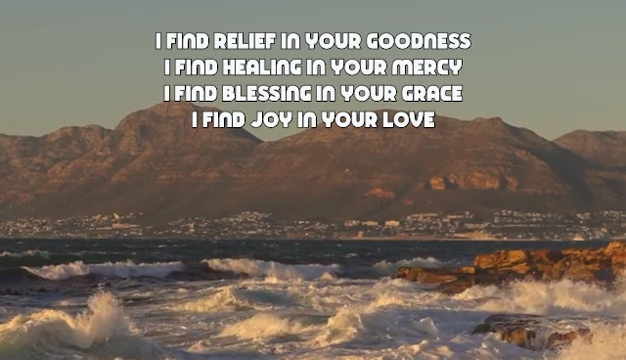 I FIND RELIEF IN YOUR GOODNESS
I FIND HEALING IN YOUR MERCY
I FIND BLESSING IN YOUR GRACE
I FIND JOY IN YOUR LOVE